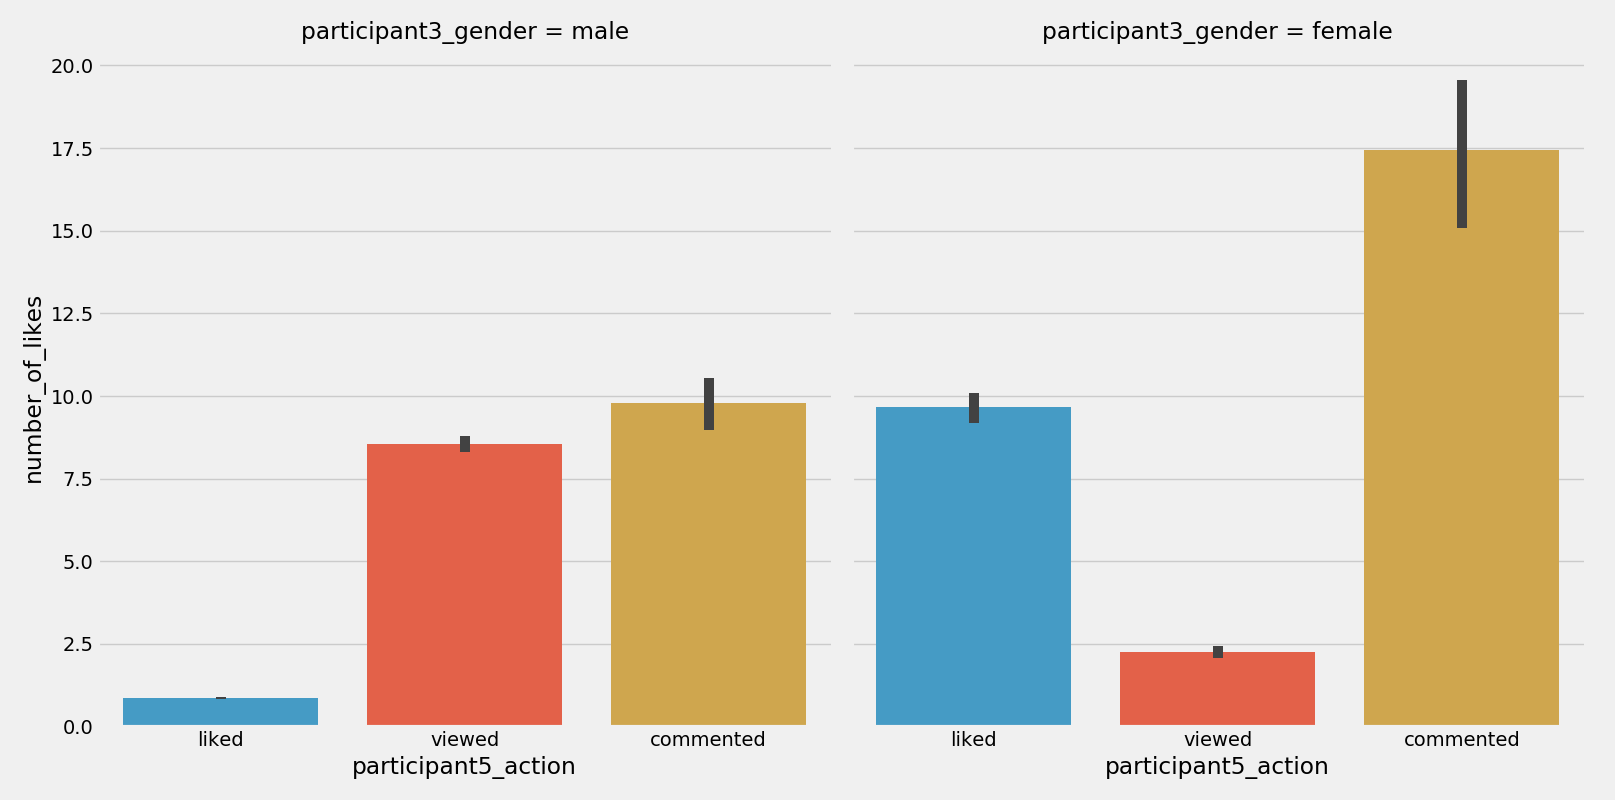 participant3_gender = male
participant3_gender = female
number_of_likes
20.0
17.5
15.0
12.5
10.0
7.5
5.0
2.5
0.0
liked viewed commented
liked viewed commented
participant5_action
participant5_action